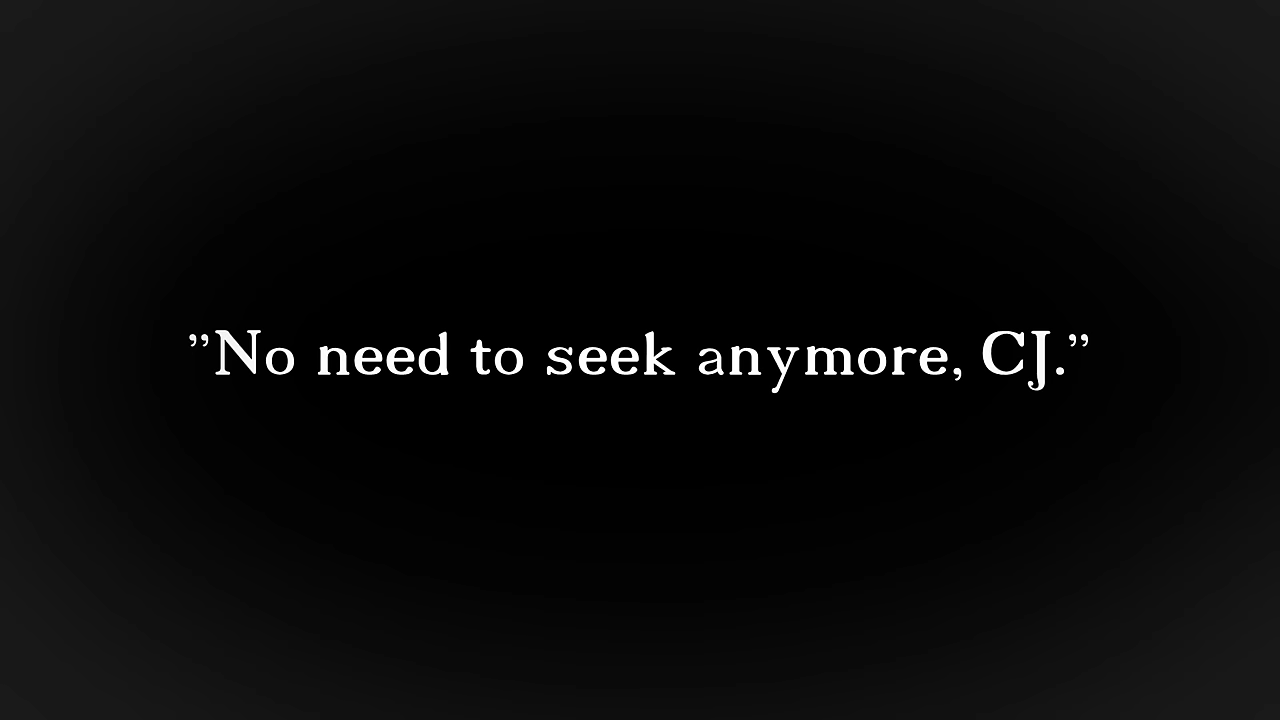 ”No need to seek anymore, CJ.”